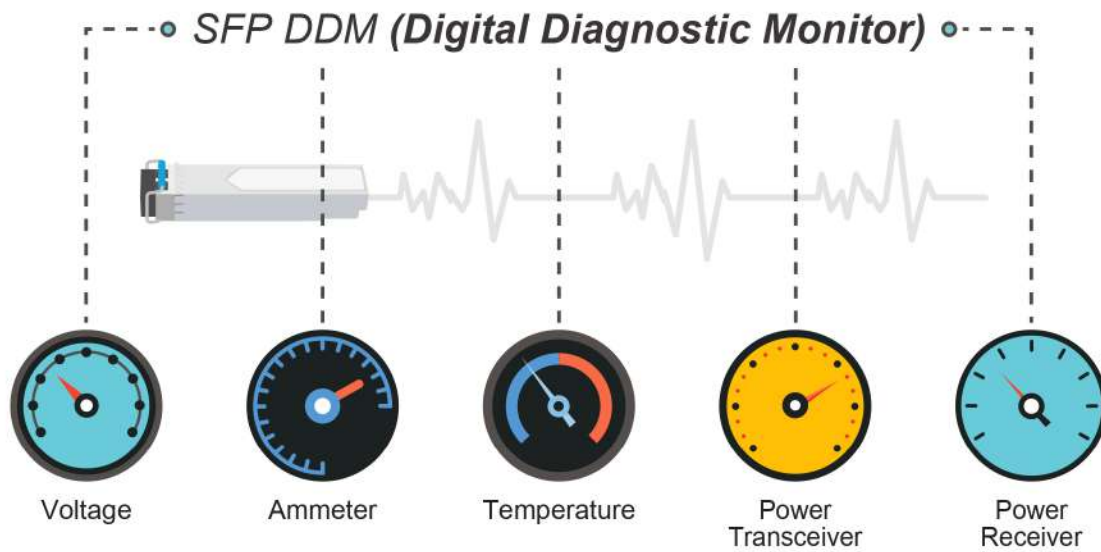 SFP DDM (Digital Diagnostic Monitor)
Voltage
Ammeter
Temperature
Power
Transceiver
Power
Receiver